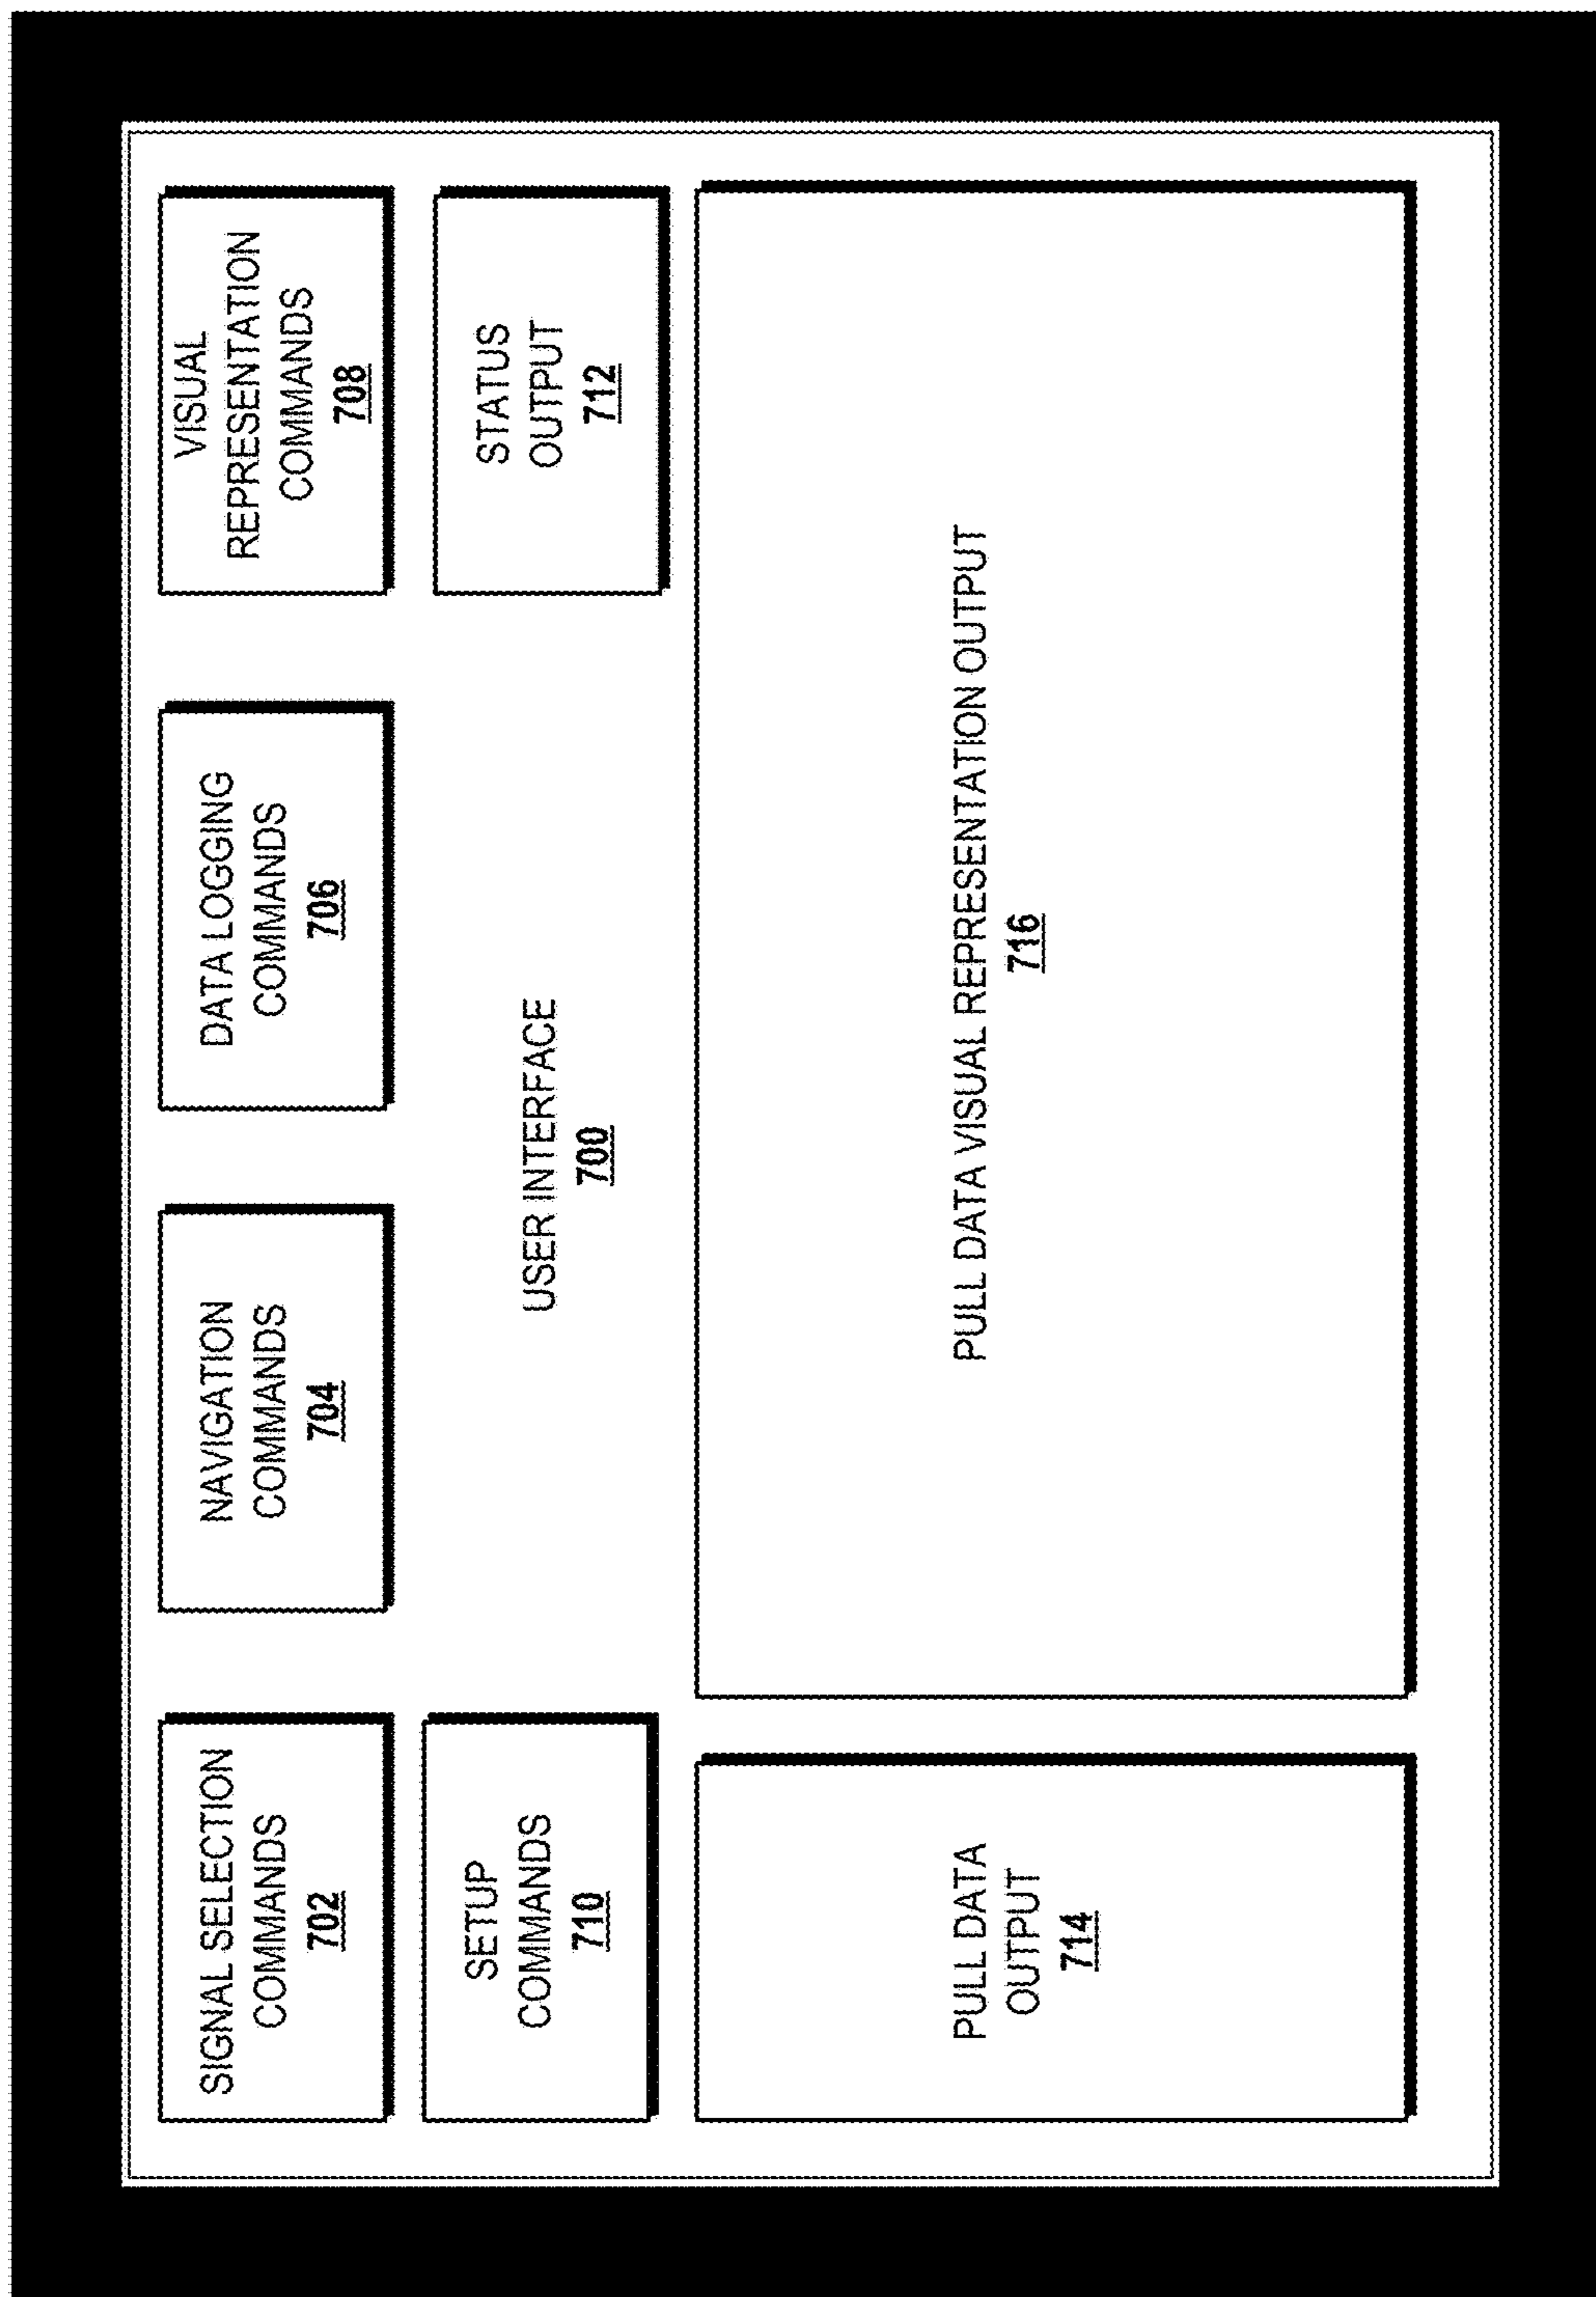 SIGNAL SELECTION
COMMANDS
702
NAVIGATION
COMMANDS
704
DATA LOGGING
COMMANDS
706
VISUAL
REPRESENTATION
COMMANDS
708
SETUP
COMMANDS
710
USER INTERFACE
700
STATUS
OUTPUT
712
PULL DATA
OUTPUT
714
PULL DATA VISUAL REPRESENTATION OUTPUT
716